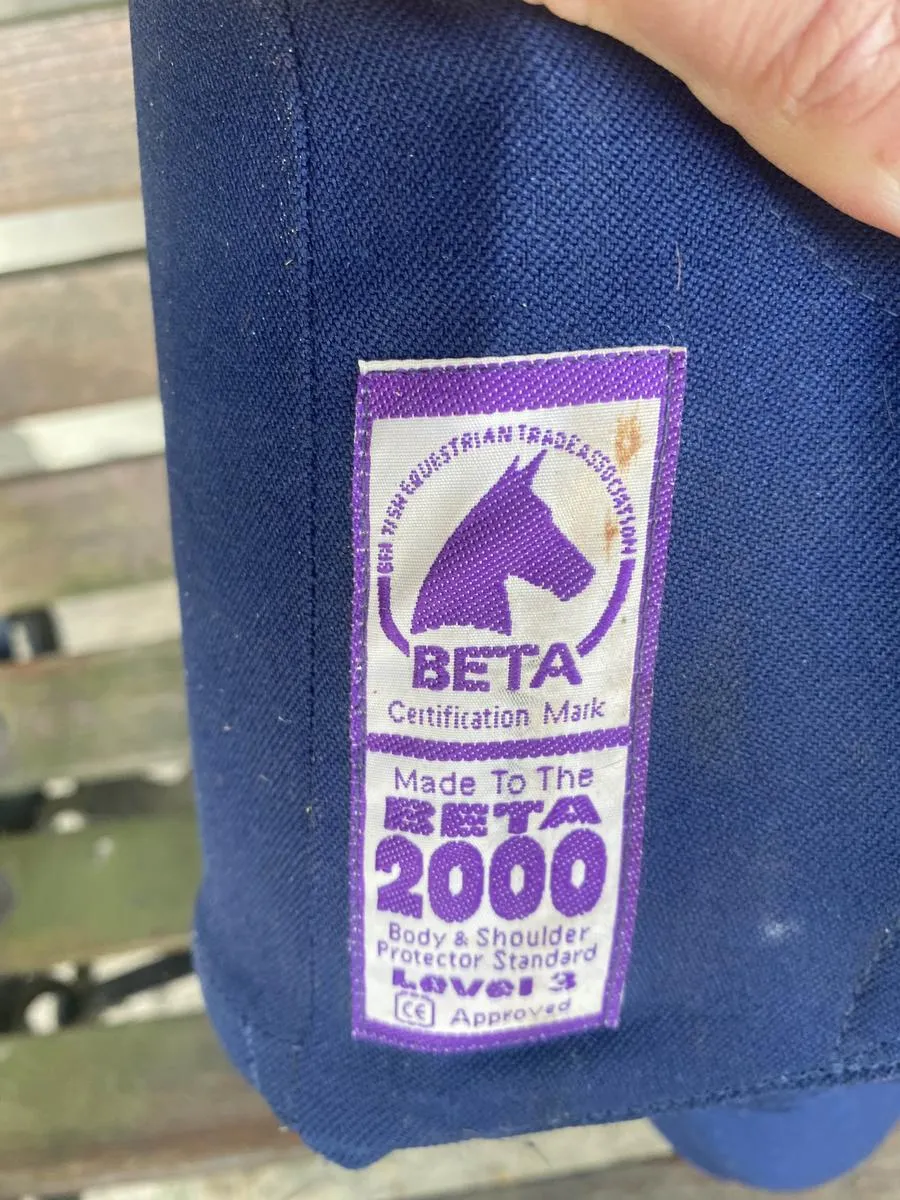 BRITISH EQUESTRIAN TRADE ASSOCIATION
BETA
Certification Mark
Made To The
BETA
2000
Body & Shoulder
Protector Standard
Level 3
CE Approved